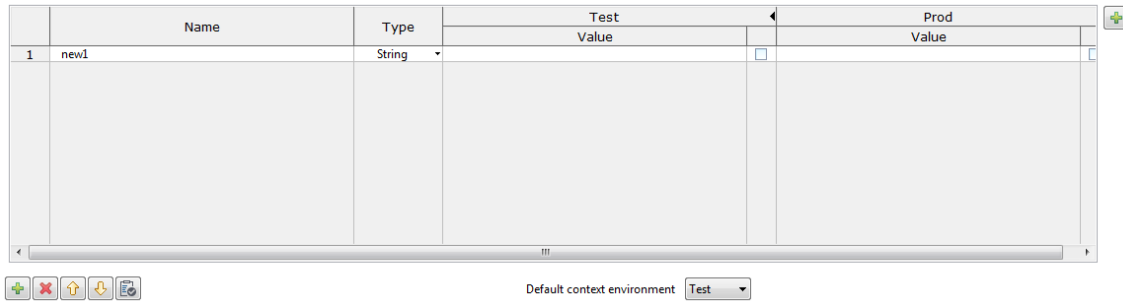 Name Type Test Prod
Value Value
1 new1 String
Default context environment Test